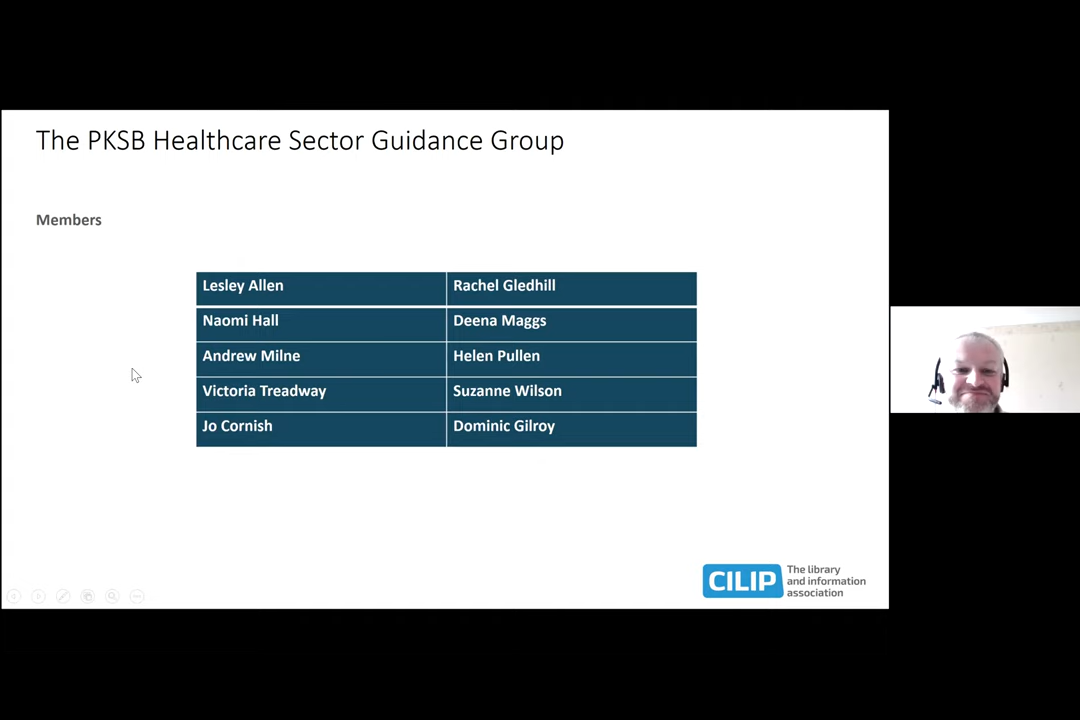 The PKSB Healthcare Sector Guidance Group
Members
Lesley Allen
Rachel Gledhill
Naomi Hall
Deena Maggs
Andrew Milne
Helen Pullen
Victoria Treadway
Suzanne Wilson
Jo Cornish
Dominic Gilroy
CILIP
The library
and information
association